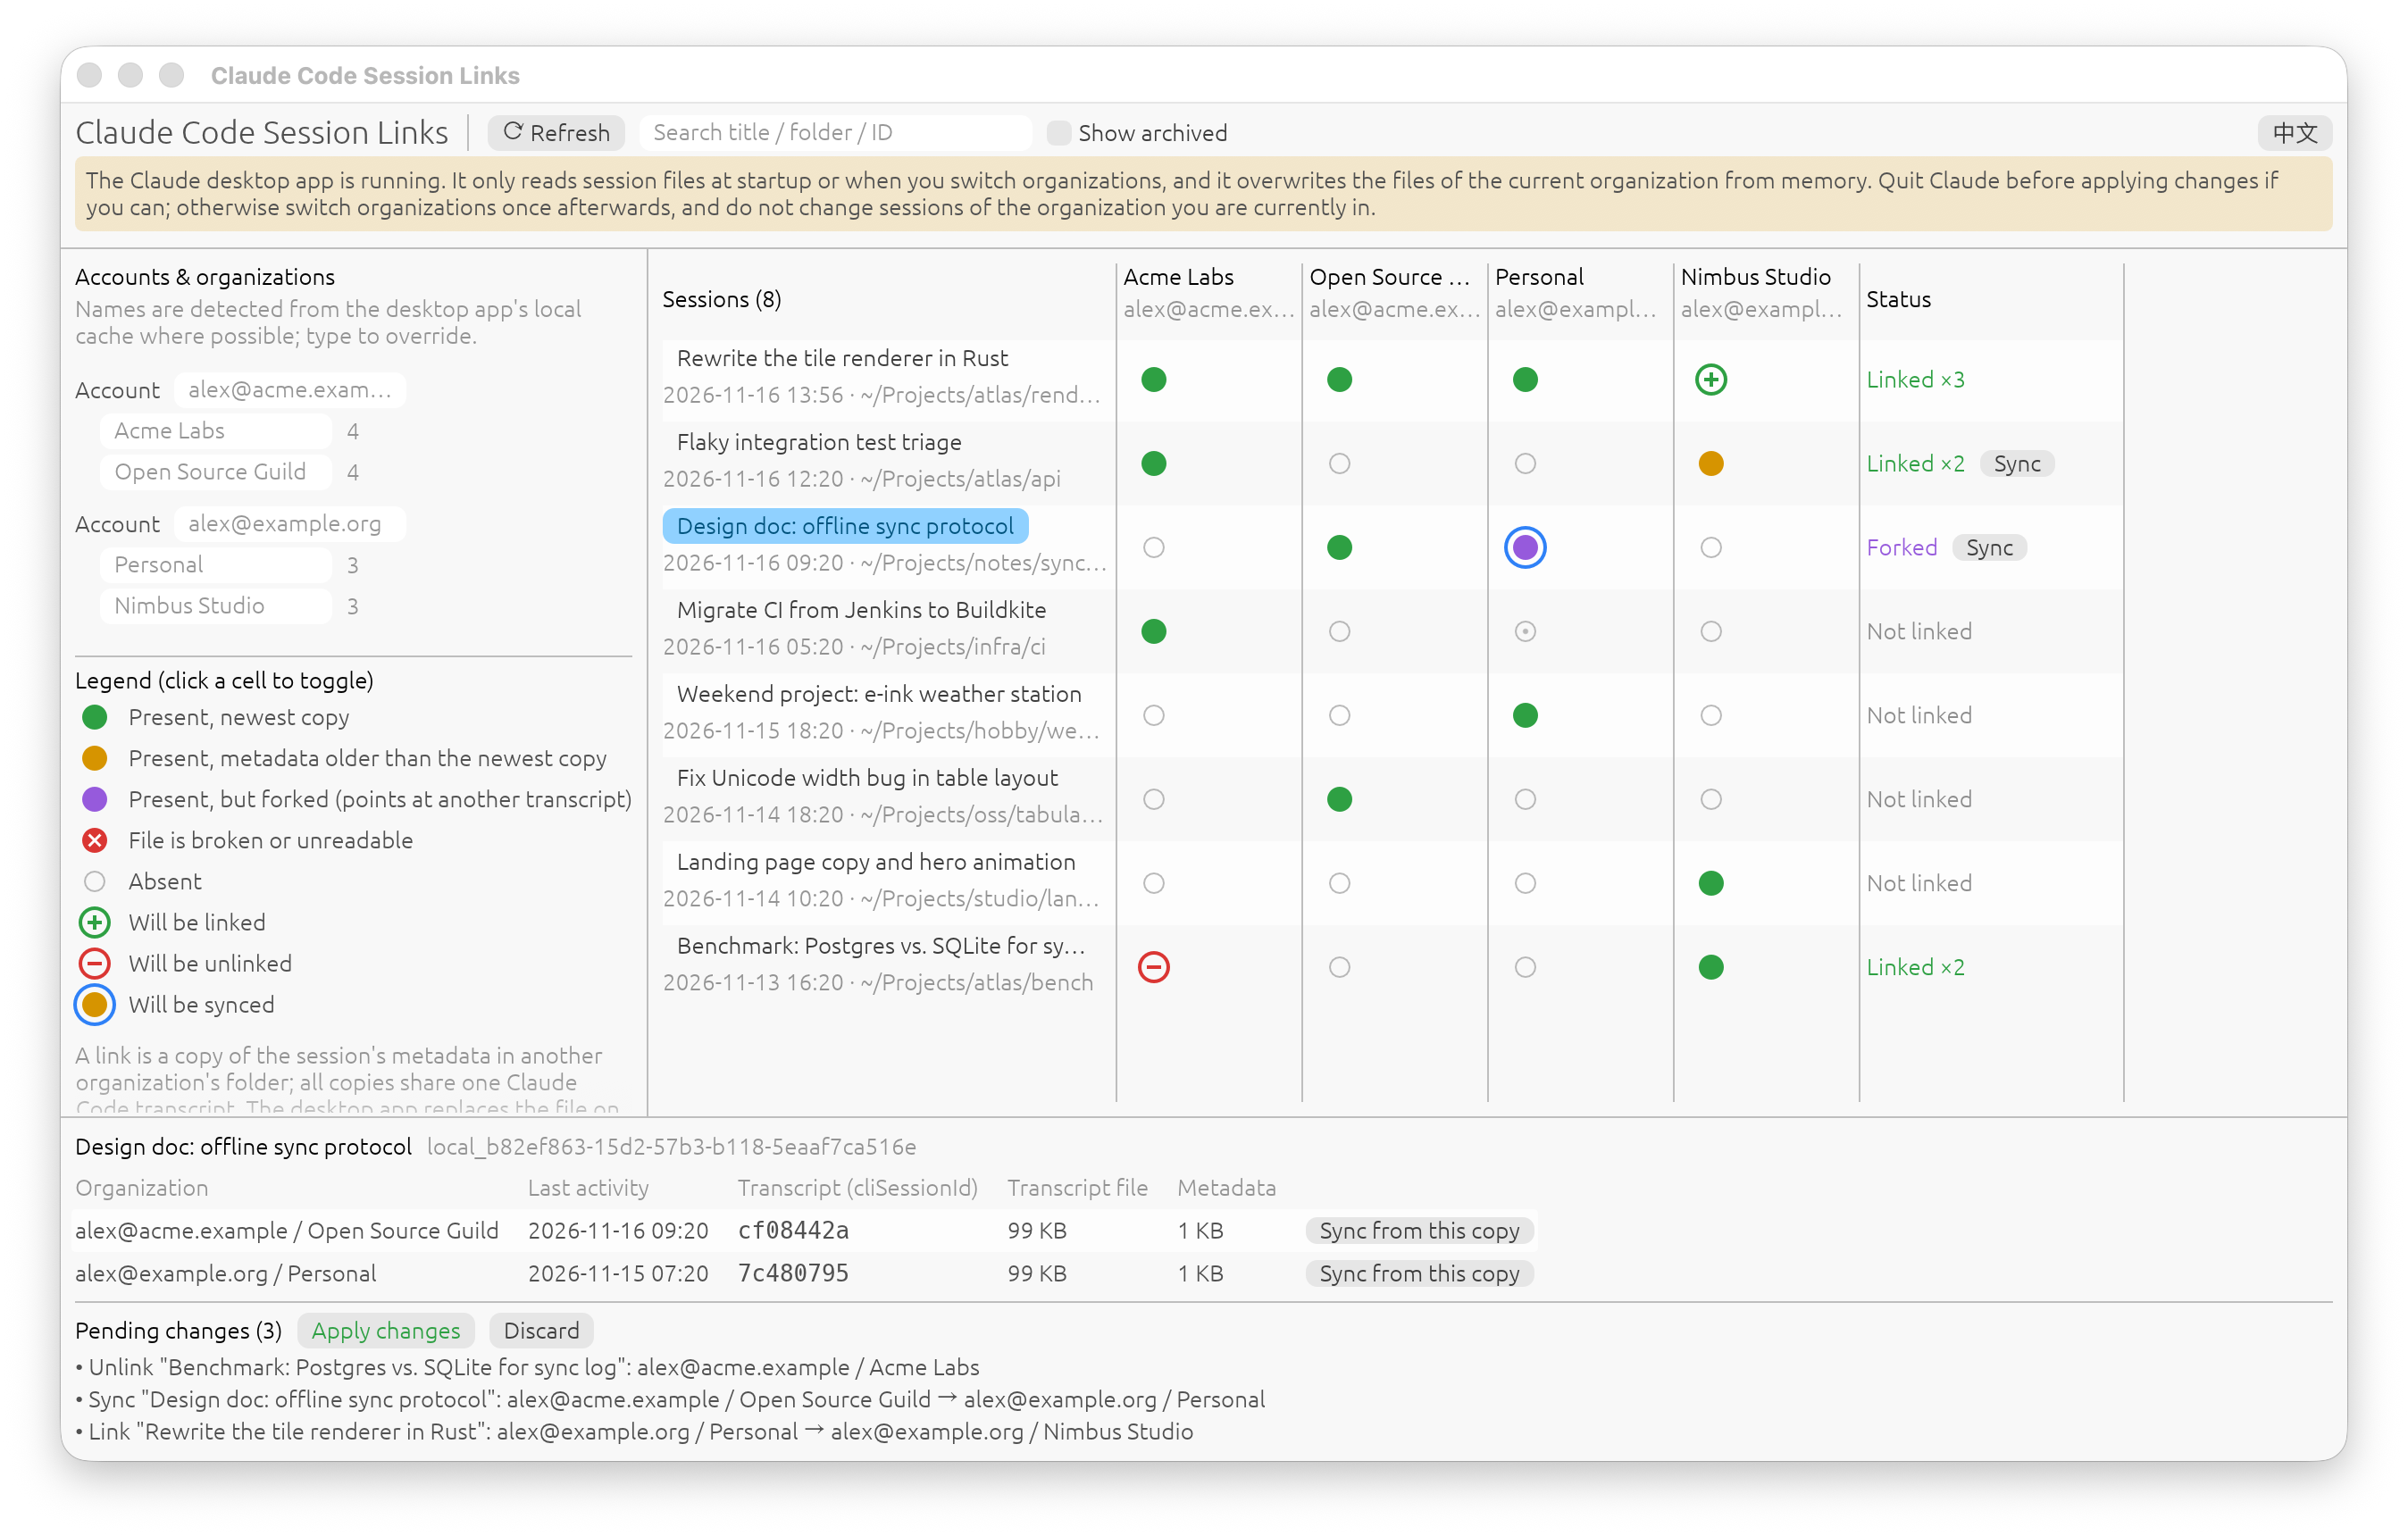 Claude Code Session Links
Claude Code Session Links
Refresh
Search title / folder / ID
Show archived
中文
The Claude desktop app is running. It only reads session files at startup or when you switch organizations, and it overwrites the files of the current organization from memory. Quit Claude before applying changes if
you can; otherwise switch organizations once afterwards, and do not change sessions of the organization you are currently in.
Accounts & organizations
Names are detected from the desktop app's local
cache where possible; type to override.
Account alex@acme.exam…
Acme Labs 4
Open Source Guild 4
Account alex@example.org
Personal 3
Nimbus Studio 3
Legend (click a cell to toggle)
Present, newest copy
Present, metadata older than the newest copy
Present, but forked (points at another transcript)
File is broken or unreadable
Absent
Will be linked
Will be unlinked
Will be synced
A link is a copy of the session's metadata in another
organization's folder; all copies share one Claude
Code transcript. The desktop app replaces the file on
Sessions (8)
Acme Labs
alex@acme.ex…
Open Source …
alex@acme.ex…
Personal
alex@exampl…
Nimbus Studio
alex@exampl…
Status
Rewrite the tile renderer in Rust
2026-11-16 13:56 · ~/Projects/atlas/rend…
Linked ×3
Flaky integration test triage
2026-11-16 12:20 · ~/Projects/atlas/api
Linked ×2 Sync
Design doc: offline sync protocol
2026-11-16 09:20 · ~/Projects/notes/sync…
Forked Sync
Migrate CI from Jenkins to Buildkite
2026-11-16 05:20 · ~/Projects/infra/ci
Not linked
Weekend project: e-ink weather station
2026-11-15 18:20 · ~/Projects/hobby/we…
Not linked
Fix Unicode width bug in table layout
2026-11-14 18:20 · ~/Projects/oss/tabula…
Not linked
Landing page copy and hero animation
2026-11-14 10:20 · ~/Projects/studio/lan…
Not linked
Benchmark: Postgres vs. SQLite for sy…
2026-11-13 16:20 · ~/Projects/atlas/bench
Linked ×2
Design doc: offline sync protocol local_b82ef863-15d2-57b3-b118-5eaaf7ca516e
Organization Last activity Transcript (cliSessionId) Transcript file Metadata
alex@acme.example / Open Source Guild 2026-11-16 09:20 cf08442a 99 KB 1 KB Sync from this copy
alex@example.org / Personal 2026-11-15 07:20 7c480795 99 KB 1 KB Sync from this copy
Pending changes (3) Apply changes Discard
• Unlink "Benchmark: Postgres vs. SQLite for sync log": alex@acme.example / Acme Labs
• Sync "Design doc: offline sync protocol": alex@acme.example / Open Source Guild → alex@example.org / Personal
• Link "Rewrite the tile renderer in Rust": alex@example.org / Personal → alex@example.org / Nimbus Studio